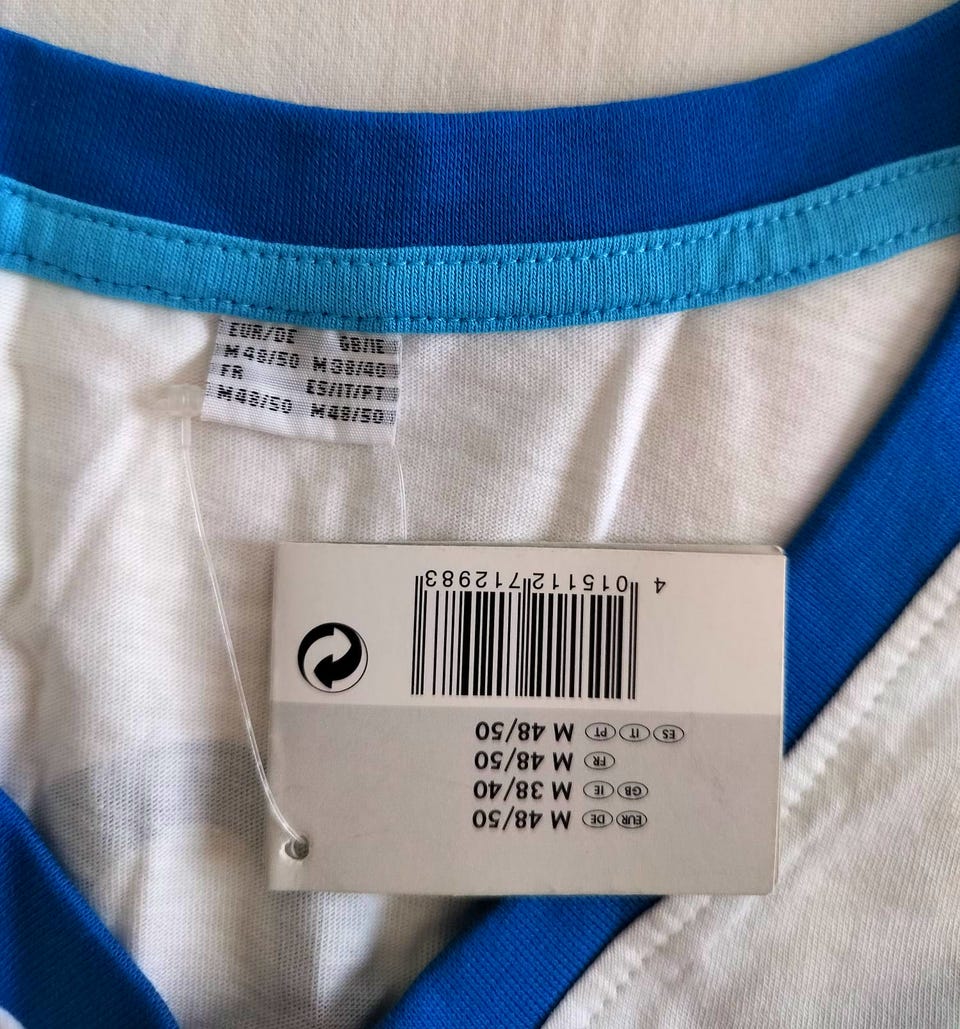 EUR/DE GB/IE
M 48/50 M 38/40
FR ES/IT/PT
M 48/50 M 48/50
EUR DE M 48/50
GB IE M 38/40
FR M 48/50
ES IT PT M 48/50
4 015112 712983